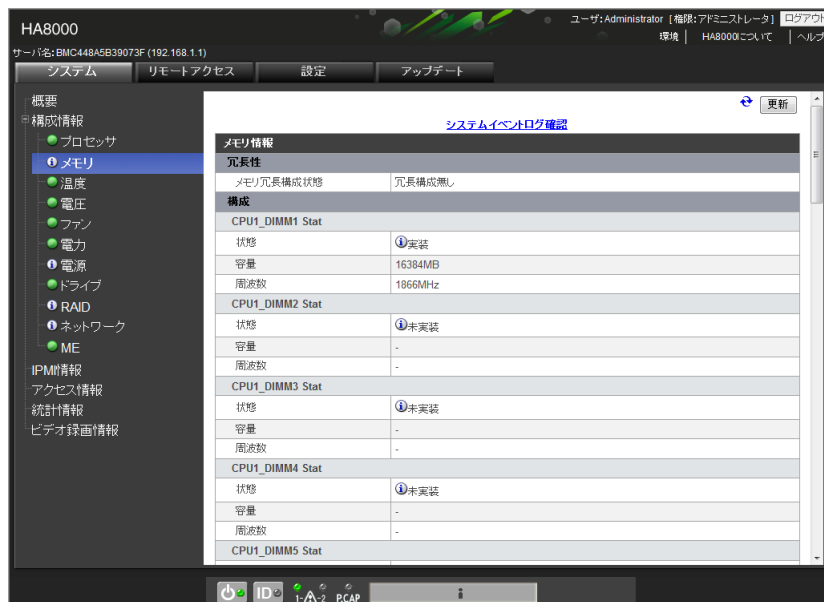 HA8000
ユーザ:Administrator [権限:アドミニストレータ] ログアウト
環境 | HA8000について | ヘルプ
サーバ名:BMC448A5B39073F (192.168.1.1)
システム リモートアクセス 設定 アップデート
概要
構成情報
プロセッサ
メモリ
温度
電圧
ファン
電力
電源
ドライブ
RAID
ネットワーク
ME
IPMI情報
アクセス情報
統計情報
ビデオ録画情報
更新
システムイベントログ確認
メモリ情報
冗長性
メモリ冗長構成状態 冗長構成無し
構成
CPU1_DIMM1 Stat
状態 実装
容量 16384MB
周波数 1866MHz
CPU1_DIMM2 Stat
状態 未実装
容量 -
周波数 -
CPU1_DIMM3 Stat
状態 未実装
容量 -
周波数 -
CPU1_DIMM4 Stat
状態 未実装
容量 -
周波数 -
CPU1_DIMM5 Stat
ID 1-⚠-2 P.CAP i